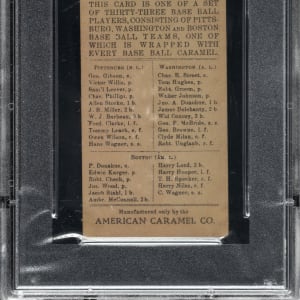 THIS CARD IS ONE OF A SET
OF THIRTY-THREE BASE BALL
PLAYERS, CONSISTING OF PITTS-
BURG, WASHINGTON and BOSTON
BASE BALL TEAMS, ONE OF
WHICH IS WRAPPED WITH
EVERY BASE BALL CARAMEL.
PITTSBURG (N. L.)
Geo. Gibson, c.
Victor Willis, p.
Sam'l Leever, p.
Chas. Phillipi, p.
Allen Storke, 1 b.
J. B. Miller, 2 b.
W. J. Barbeau, 3 b.
Fred. Clarke, l f.
Tommy Leach, c. f.
Owen Wilson, r. f.
Hans Wagner, s. s.
WASHINGTON (A. L.)
Chas. E. Street, c.
Tom Hughes, p.
Robt. Groom, p.
Walter Johnson, p.
Jno. A. Donahue, 1 b.
James Delehanty, 2 b.
Wid Conroy, 3 b.
Geo. F. McBride, s. s.
Geo. Browne, l. f.
Clyde Milan, c. f.
Robt. Unglaub, r. f.
BOSTON (Am. L.)
P. Donahue, c.
Edwin Karger, p.
Robt. Chech, p.
Jos. Wood, p.
Jacob Stahl, 1 b.
Ambr. McConnell, 2 b.
Harry Lord, 3 b.
Harry Hooper, l. f.
T. H. Speaker, c. f.
Harry Niles, r. f.
C. Wagner, s. s.
Manufactured only by the
AMERICAN CARAMEL CO.